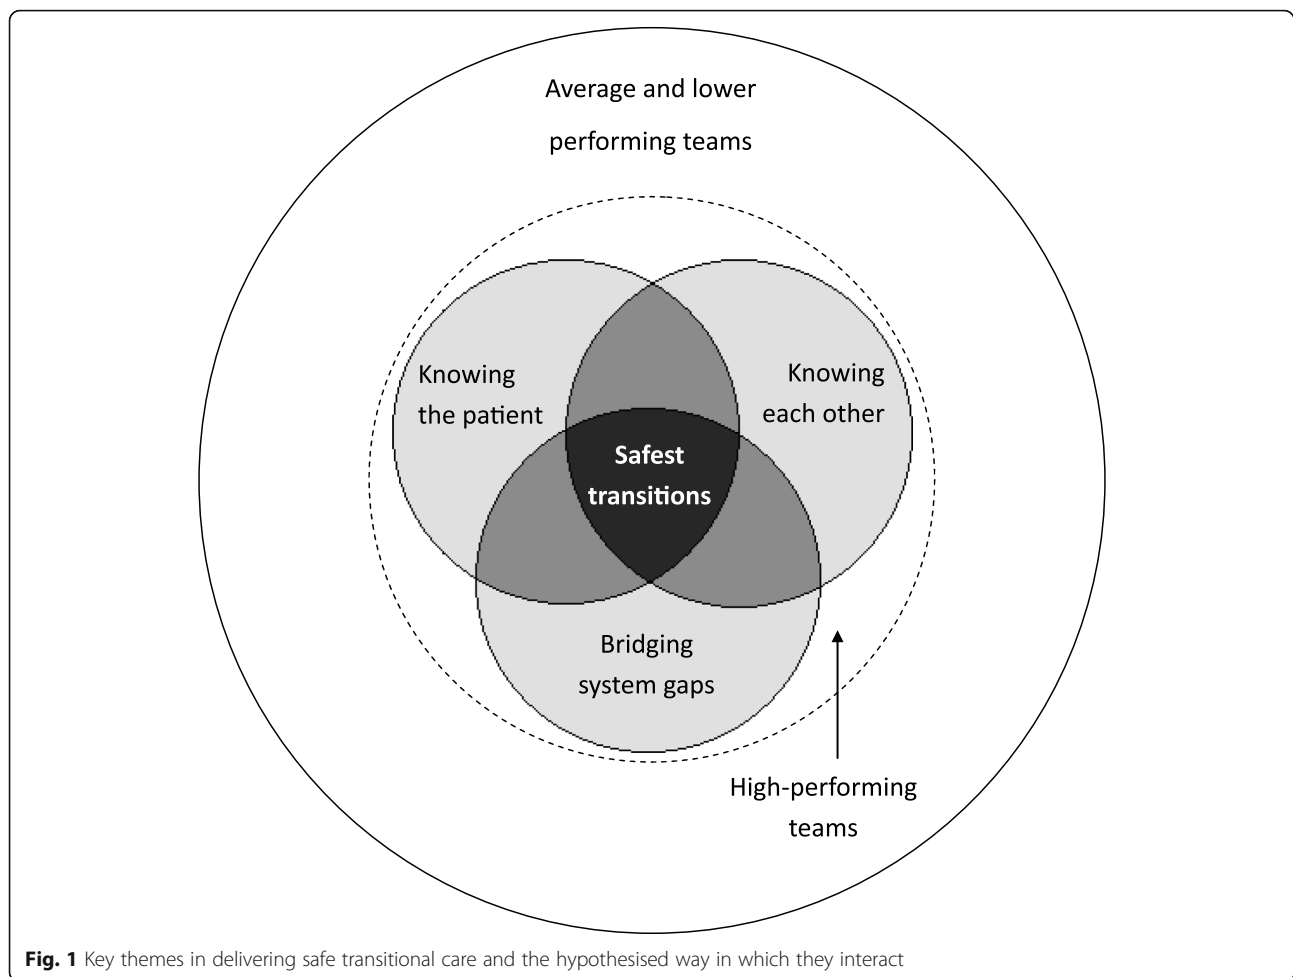 Average and lower
performing teams
Knowing
the patient
Knowing
each other
Safest
transitions
Bridging
system gaps
High-performing
teams
Fig. 1 Key themes in delivering safe transitional care and the hypothesised way in which they interact